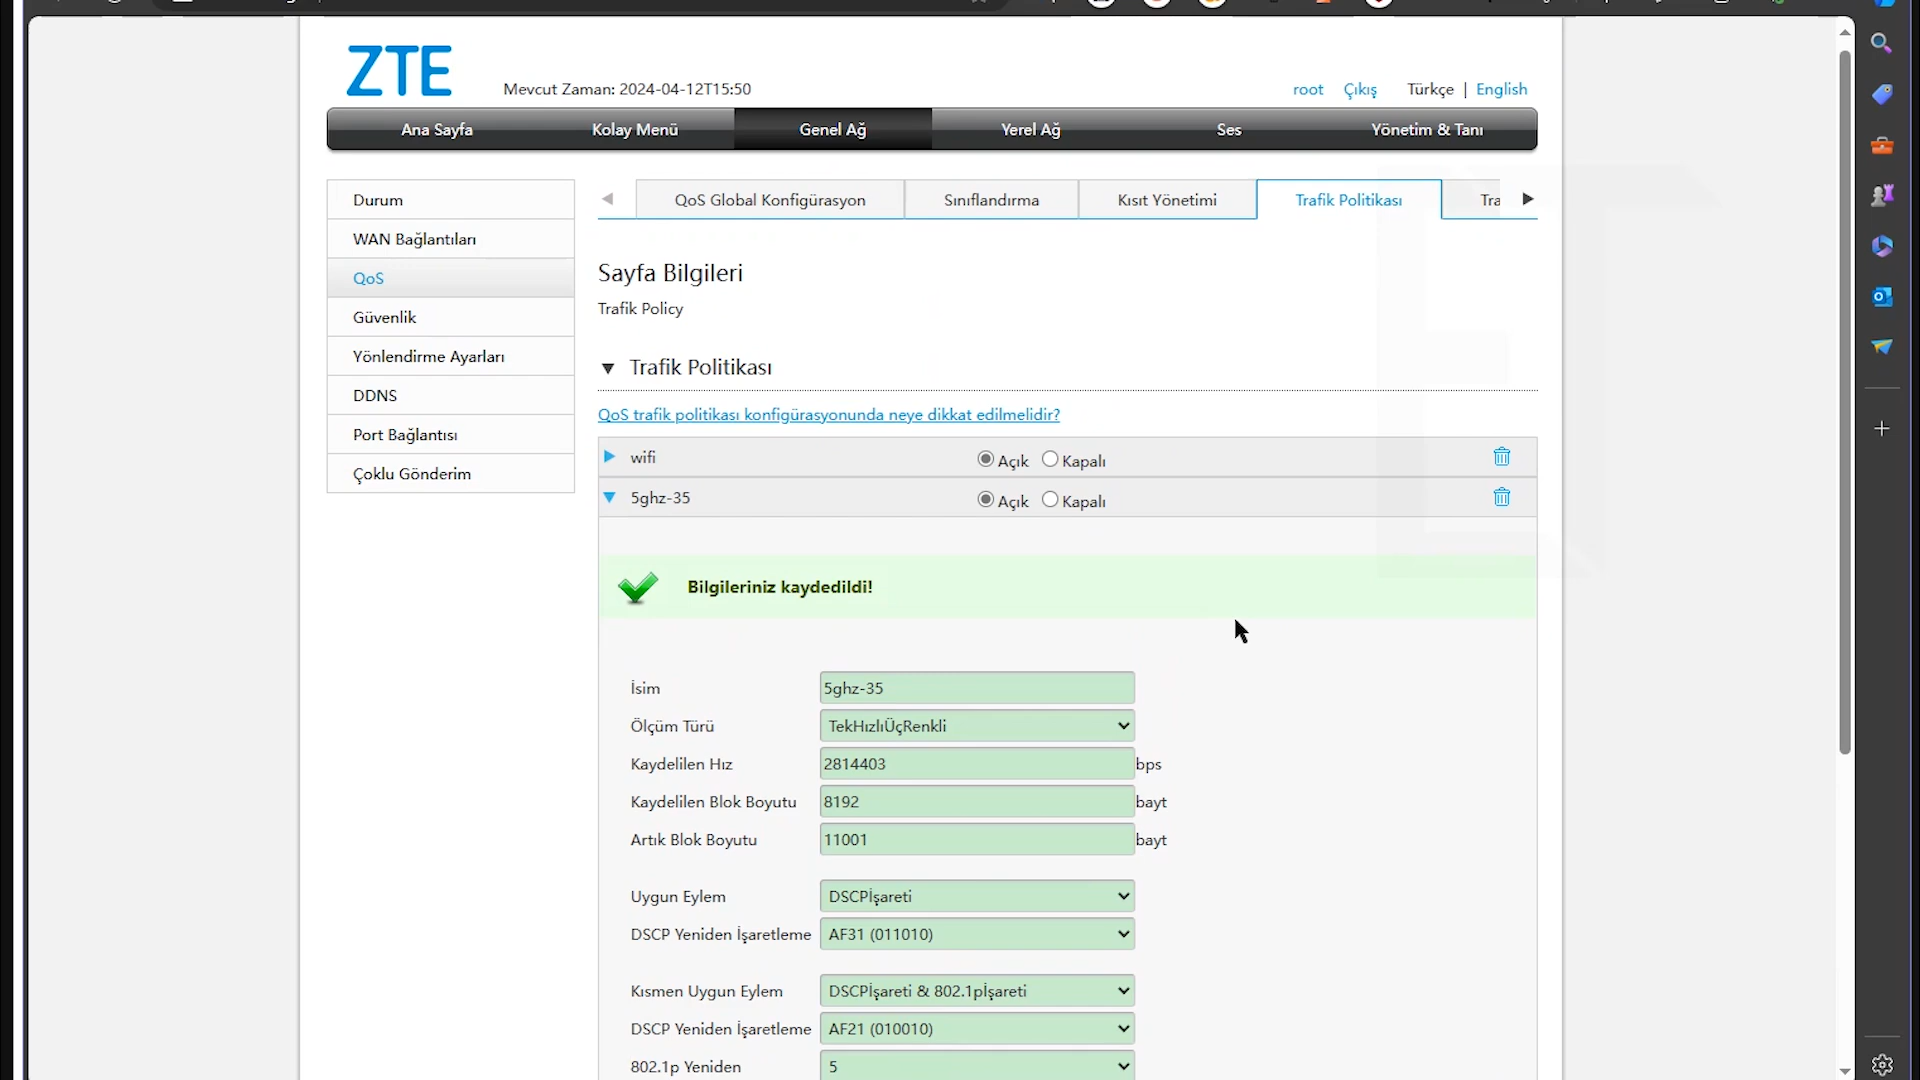 ZTE
Mevcut Zaman: 2024-04-12T15:50
root Çıkış Türkçe | English
Ana Sayfa Kolay Menü Genel Ağ Yerel Ağ Ses Yönetim & Tanı
Durum
WAN Bağlantıları
QoS
Güvenlik
Yönlendirme Ayarları
DDNS
Port Bağlantısı
Çoklu Gönderim
QoS Global Konfigürasyon Sınıflandırma Kısıt Yönetimi Trafik Politikası Tra
Sayfa Bilgileri
Trafik Policy
Trafik Politikası
QoS trafik politikası konfigürasyonunda neye dikkat edilmelidir?
wifi Açık Kapalı
5ghz-35 Açık Kapalı
Bilgileriniz kaydedildi!
İsim 5ghz-35
Ölçüm Türü TekHızlıÜçRenkli
Kaydelilen Hız 2814403 bps
Kaydelilen Blok Boyutu 8192 bayt
Artık Blok Boyutu 11001 bayt
Uygun Eylem DSCPİşareti
DSCP Yeniden İşaretleme AF31 (011010)
Kısmen Uygun Eylem DSCPİşareti & 802.1pİşareti
DSCP Yeniden İşaretleme AF21 (010010)
802.1p Yeniden 5